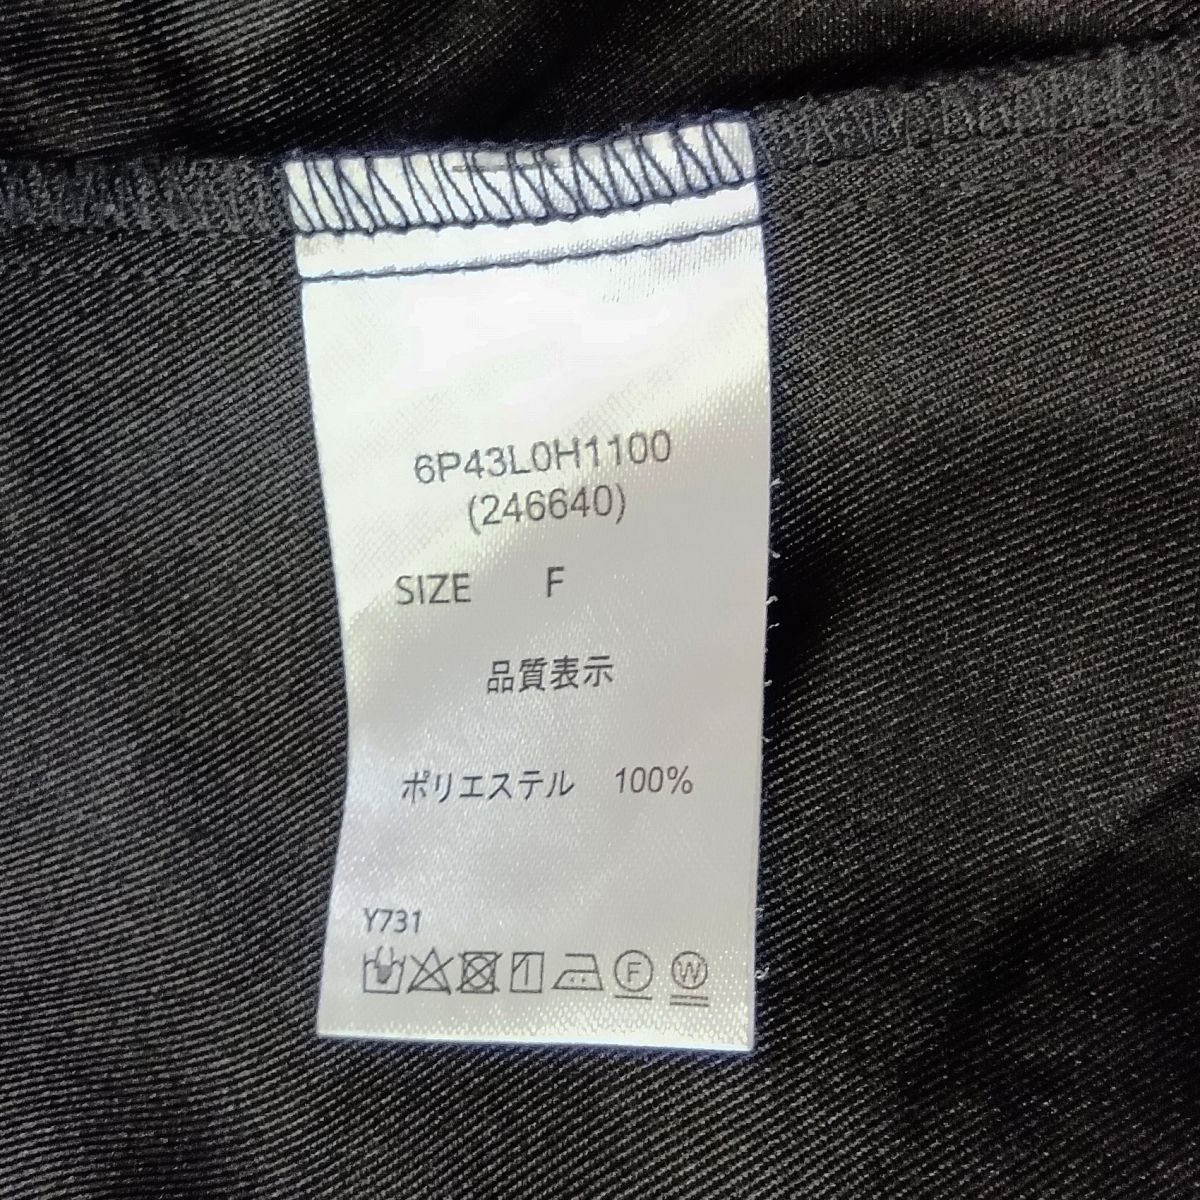 6P43L0H1100
(246640)
SIZE F
品質表示
ポリエステル 100%
Y731
F W